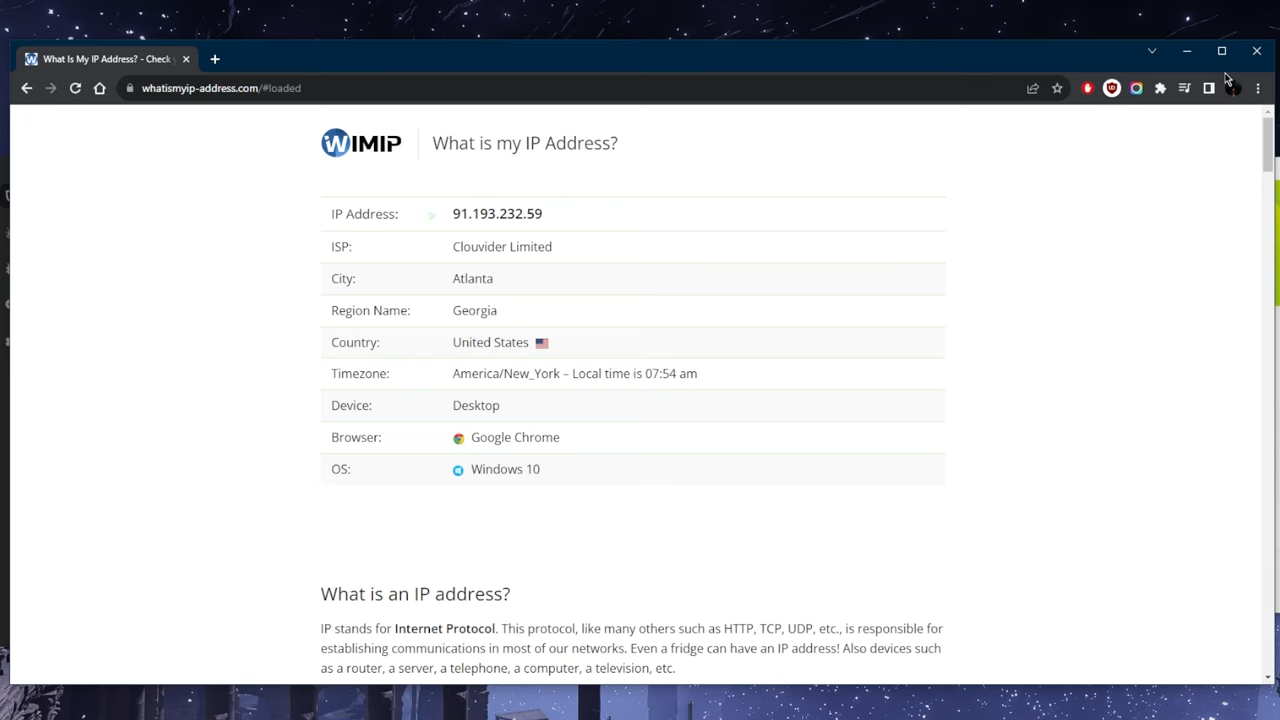 What Is My IP Address? - Check
whatismyip-address.com/#loaded
WIMIP What is my IP Address?
IP Address: 91.193.232.59
ISP: Clouvider Limited
City: Atlanta
Region Name: Georgia
Country: United States
Timezone: America/New_York – Local time is 07:54 am
Device: Desktop
Browser: Google Chrome
OS: Windows 10
What is an IP address?
IP stands for Internet Protocol. This protocol, like many others such as HTTP, TCP, UDP, etc., is responsible for
establishing communications in most of our networks. Even a fridge can have an IP address! Also devices such
as a router, a server, a telephone, a computer, a television, etc.